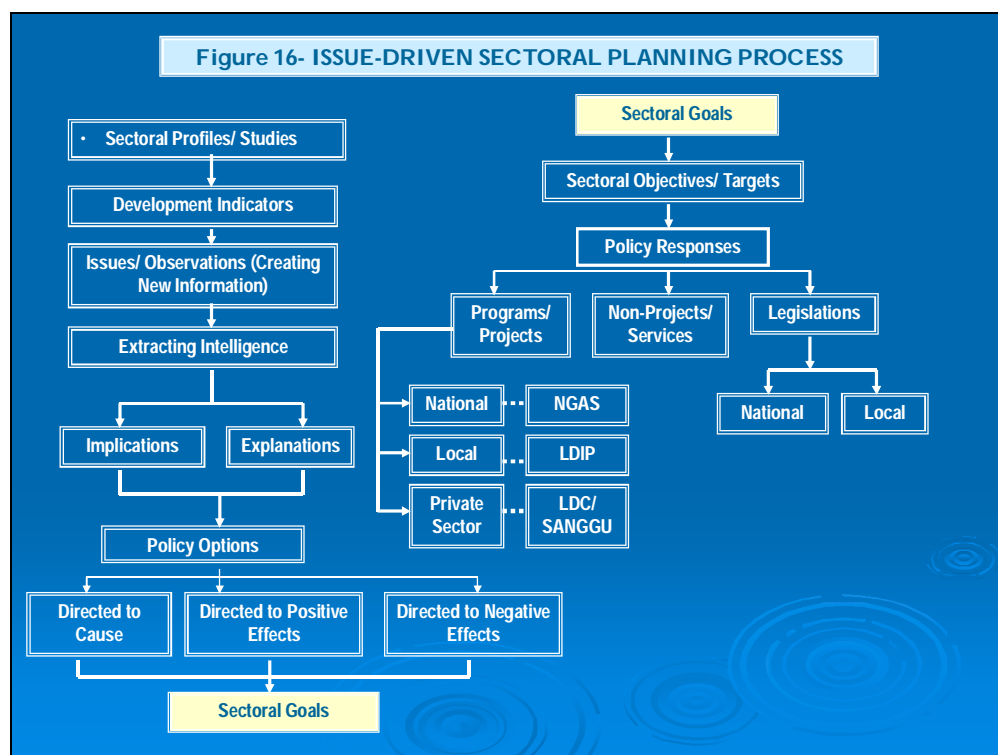 Figure 16- ISSUE-DRIVEN SECTORAL PLANNING PROCESS
• Sectoral Profiles/ Studies
Development Indicators
Issues/ Observations (Creating
New Information)
Extracting Intelligence
Implications
Explanations
Policy Options
Directed to
Cause
Directed to Positive
Effects
Directed to Negative
Effects
Sectoral Goals
Sectoral Goals
Sectoral Objectives/ Targets
Policy Responses
Programs/
Projects
Non-Projects/
Services
Legislations
National
NGAS
Local
LDIP
Private
Sector
LDC/
SANGGU
National
Local